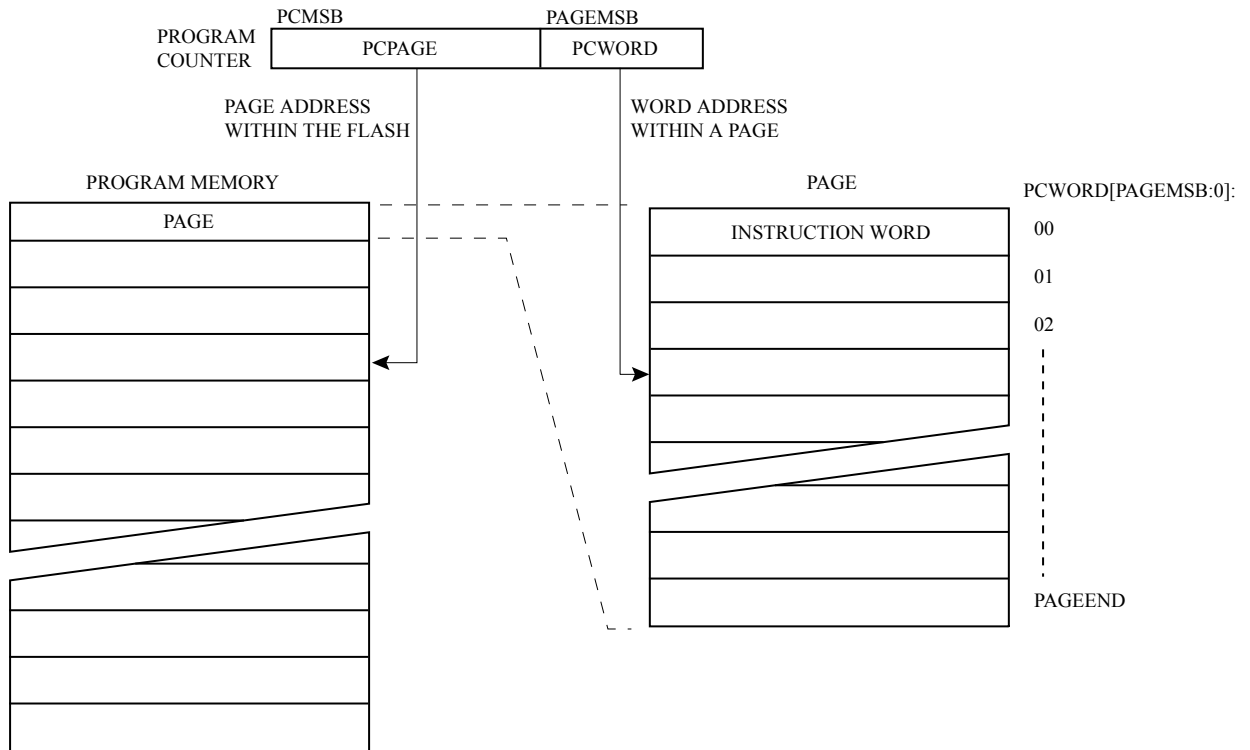 PCMSB PAGEMSB
PROGRAM
COUNTER
PCPAGE PCWORD
PAGE ADDRESS
WITHIN THE FLASH
WORD ADDRESS
WITHIN A PAGE
PROGRAM MEMORY
PAGE
PAGE
PCWORD[PAGEMSB:0]:
INSTRUCTION WORD
00
01
02
PAGEEND